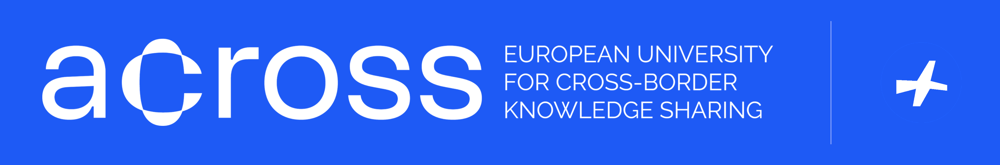 across
EUROPEAN UNIVERSITY
FOR CROSS-BORDER
KNOWLEDGE SHARING